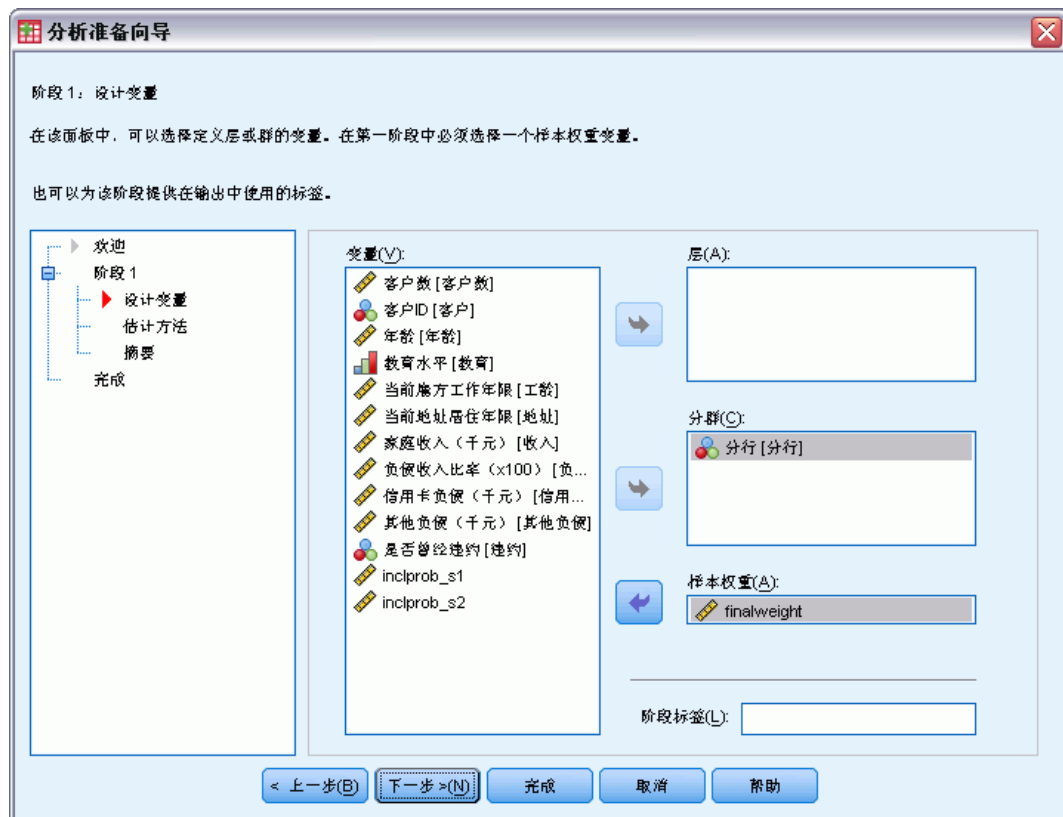 分析准备向导
阶段 1：设计变量
在该面板中，可以选择定义层或群的变量。在第一阶段中必须选择一个样本权重变量。
也可以为该阶段提供在输出中使用的标签。
欢迎
阶段 1
设计变量
估计方法
摘要
完成
变量(V):
客户数 [客户数]
客户ID [客户]
年龄 [年龄]
教育水平 [教育]
当前雇方工作年限 [工龄]
当前地址居住年限 [地址]
家庭收入（千元）[收入]
负债收入比率（x100）[负...
信用卡负债（千元）[信用...
其他负债（千元）[其他负债]
是否曾经违约 [违约]
inclprob_s1
inclprob_s2
层(A):
分群(C):
分行 [分行]
样本权重(A):
finalweight
阶段标签(L):
< 上一步(B)
下一步 >(N)
完成
取消
帮助